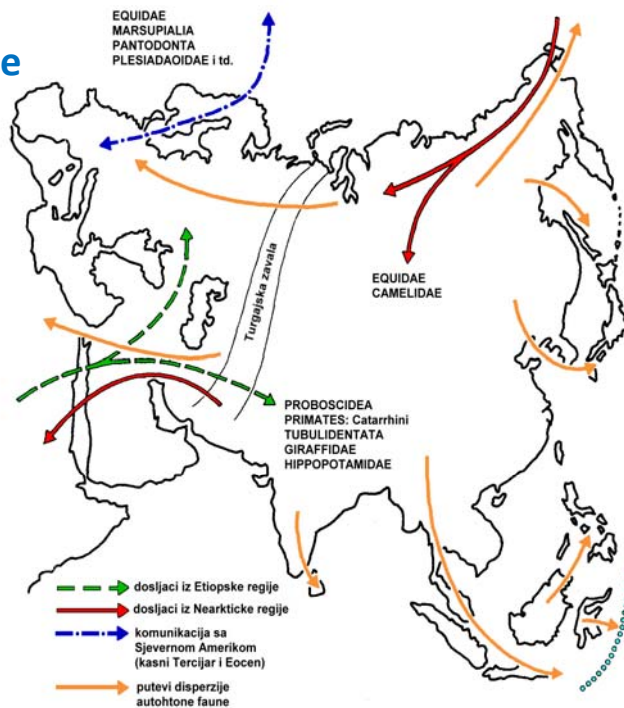 EQUIDAE
MARSUPIALIA
PANTODONTA
PLESIADAOIDAE i td.
e
Turgajska zavala
EQUIDAE
CAMELIDAE
PROBOSCIDEA
PRIMATES: Catarrhini
TUBULIDENTATA
GIRAFFIDAE
HIPPOPOTAMIDAE
dosljaci iz Etiopske regije
dosljaci iz Nearkticke regije
komunikacija sa
Sjevernom Amerikom
(kasni Tercijar i Eocen)
putevi disperzije
autohtone faune